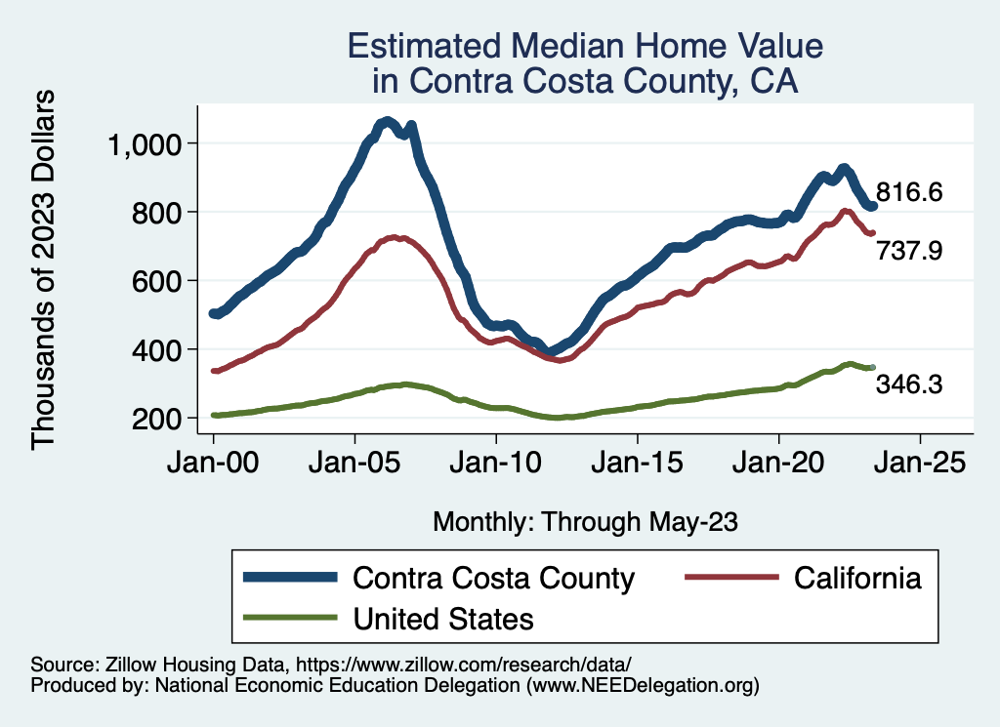 Estimated Median Home Value
in Contra Costa County, CA
Thousands of 2023 Dollars
1,000
800
600
400
200
816.6
737.9
346.3
Jan-00 Jan-05 Jan-10 Jan-15 Jan-20 Jan-25
Monthly: Through May-23
Contra Costa County California
United States
Source: Zillow Housing Data, https://www.zillow.com/research/data/
Produced by: National Economic Education Delegation (www.NEEDelegation.org)